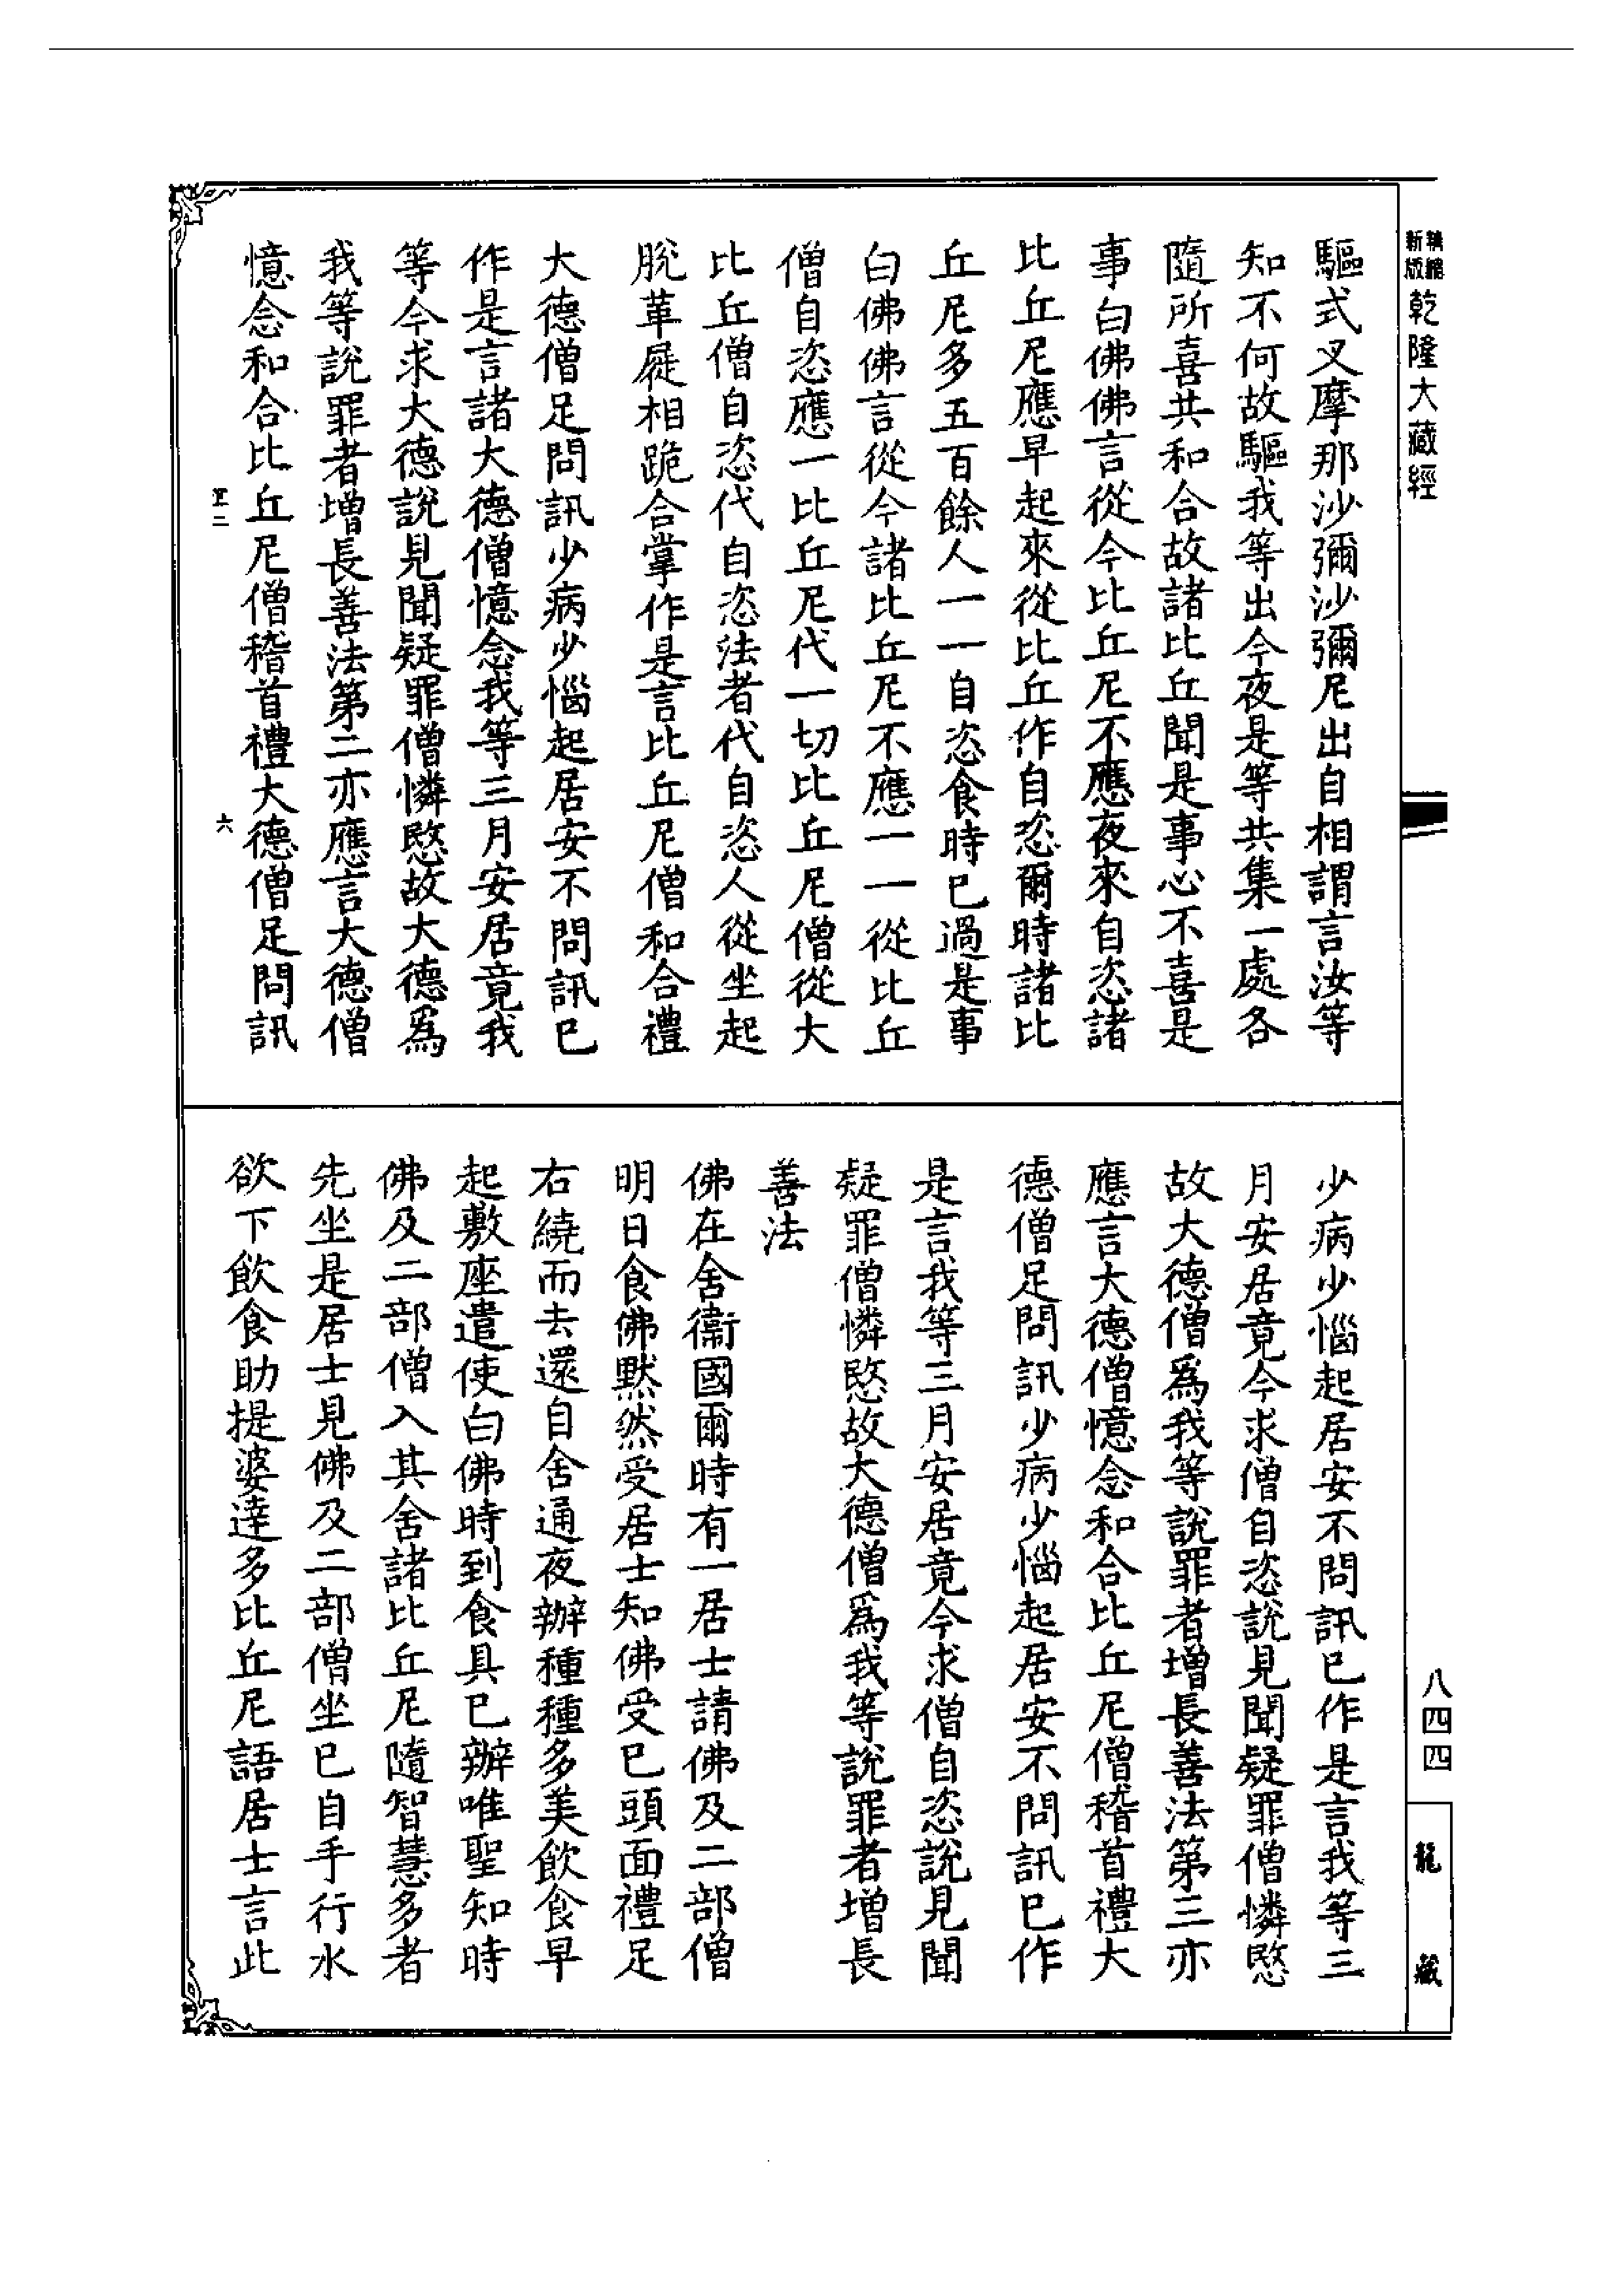 新版
乾隆大藏經
驅式叉摩那沙彌沙彌尼出自相謂言汝等
知不何故驅我等出今夜是等共集一處各
隨所喜共和合故諸比丘聞是事心不喜是
事白佛佛言從今比丘尼不應夜來自恣諸
比丘尼應早起來從比丘作自恣爾時諸比
丘尼多五百餘人一一自恣食時已過是事
白佛佛言從今諸比丘尼不應一一從比丘
僧自恣應一比丘尼代一切比丘尼僧從大
比丘僧自恣代自恣法者代自恣人從坐起
脫革屣相跪合掌作是言比丘尼僧和合禮
大德僧足問訊少病少惱起居安不問訊已
作是言諸大德僧憶念我等三月安居竟我
等今求大德說見聞疑罪僧憐愍故大德爲
我等說罪者增長善法第二亦應言大德僧
憶念和合比丘尼僧稽首禮大德僧足問訊
六
少病少惱起居安不問訊已作是言我等三
月安居竟今求僧自恣說見聞疑罪僧憐愍
故大德僧爲我等說罪者增長善法第三亦
應言大德僧憶念和合比丘尼僧稽首禮大
德僧足問訊少病少惱起居安不問訊已作
是言我等三月安居竟今求僧自恣說見聞
疑罪僧憐愍故大德僧爲我等說罪者增長
善法
佛在舍衞國爾時有一居士請佛及二部僧
明日食佛默然受居士知佛受已頭面禮足
右繞而去還自舍通夜辦種種多美飲食早
起敷座遣使白佛時到食具已辦唯聖知時
佛及二部僧入其舍諸比丘尼隨智慧多者
先坐是居士見佛及二部僧坐已自手行水
欲下飲食助提婆達多比丘尼語居士言此
八四四
龍藏